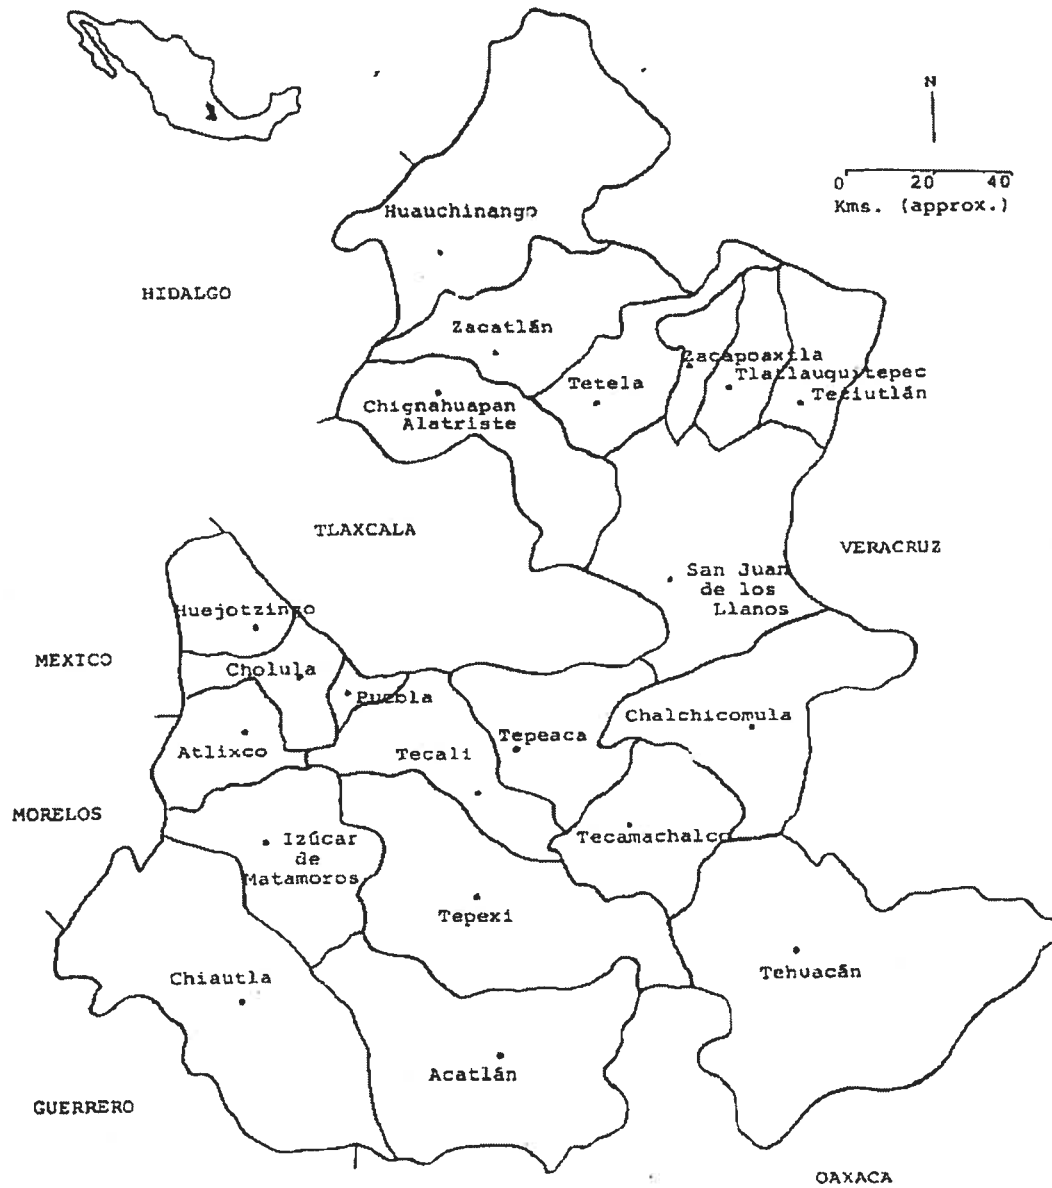 N
0 20 40
Kms. (approx.)
Huauchinango
HIDALGO
Zacatlán
Zacapoaxtla
Tlatlauquitepec
Tetela
Teziutlán
Chignahuapan
Alatriste
TLAXCALA
VERACRUZ
San Juan
de los
Llanos
Huejotzingo
MEXICO
Cholula
Puebla
Chalchicomula
Tepeaca
Atlixco
Tecali
MORELOS
Izúcar
de
Matamoros
Tecamachalco
Tepexi
Tehuacán
Chiautla
Acatlán
GUERRERO
OAXACA